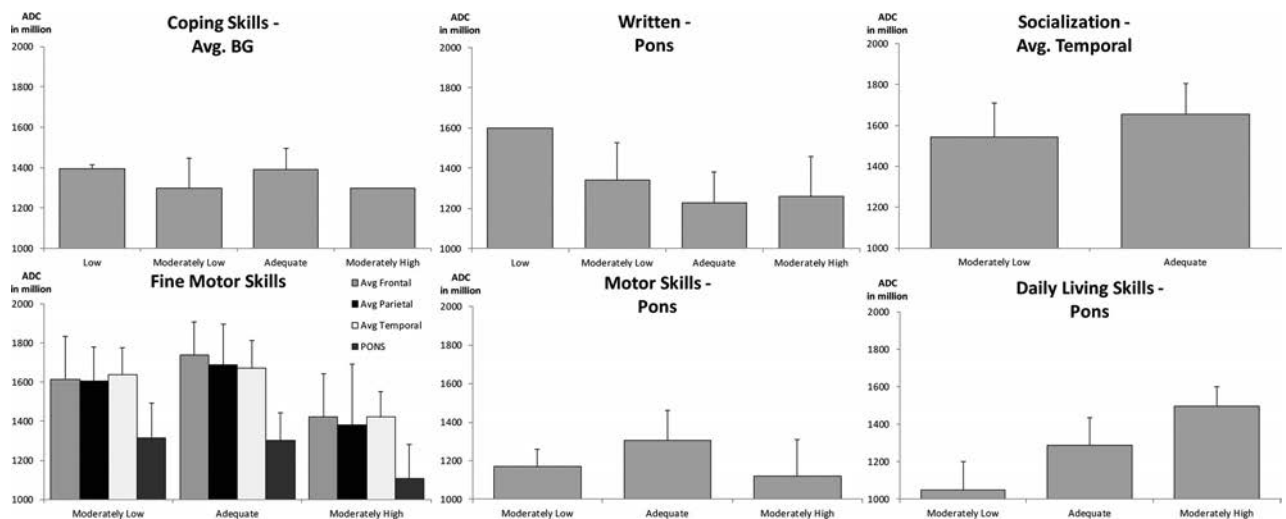 ADC
in million
Coping Skills -
Avg. BG
2000
1800
1600
1400
1200
1000
Low
Moderately Low
Adequate
Moderately High
ADC
in million
Written -
Pons
2000
1800
1600
1400
1200
1000
Low
Moderately Low
Adequate
Moderately High
ADC
in million
Socialization -
Avg. Temporal
2000
1800
1600
1400
1200
1000
Moderately Low
Adequate
ADC
in million
Fine Motor Skills
Avg Frontal
Avg Parietal
Avg Temporal
PONS
2000
1800
1600
1400
1200
1000
Moderately Low
Adequate
Moderately High
ADC
in million
Motor Skills -
Pons
2000
1800
1600
1400
1200
1000
Moderately Low
Adequate
Moderately High
ADC
in million
Daily Living Skills -
Pons
2000
1800
1600
1400
1200
1000
Moderately Low
Adequate
Moderately High